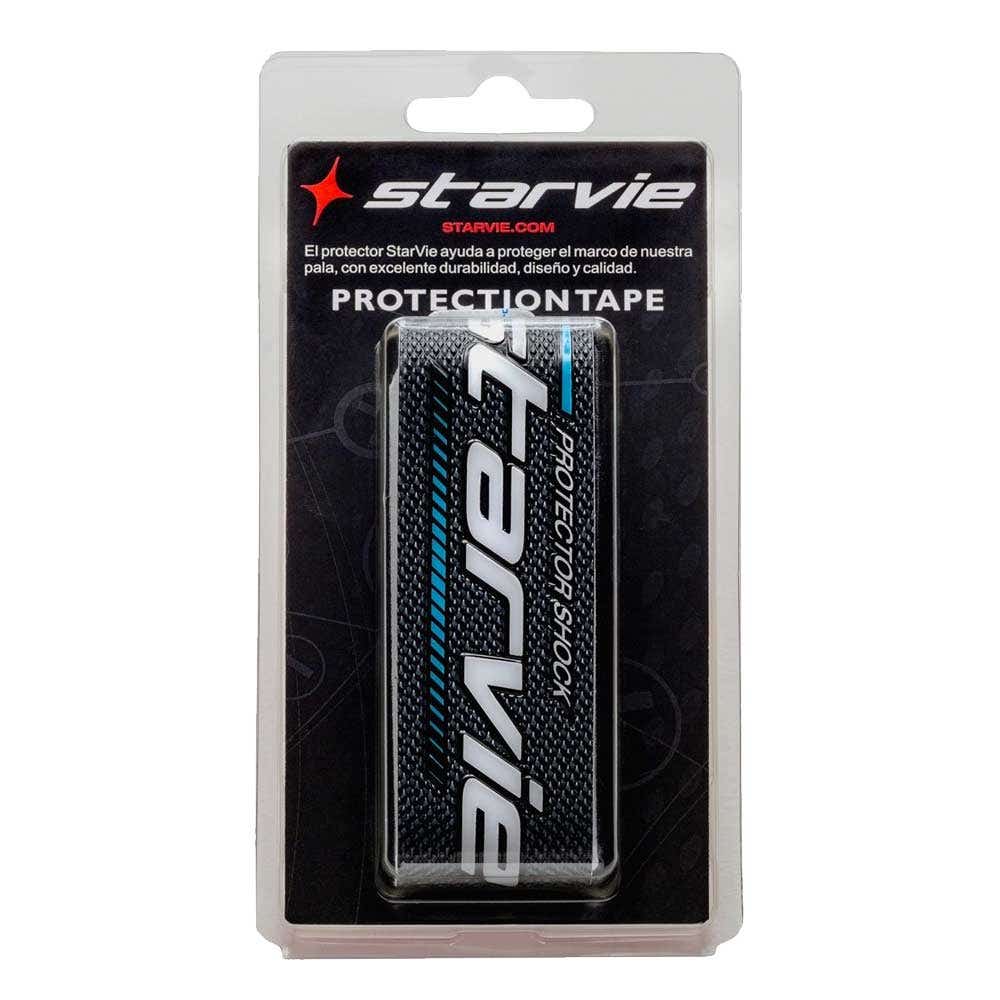 starvie
STARVIE.COM
El protector StarVie ayuda a proteger el marco de nuestra
pala, con excelente durabilidad, diseño y calidad.
PROTECTION TAPE
starvie
PROTECTOR SHOCK